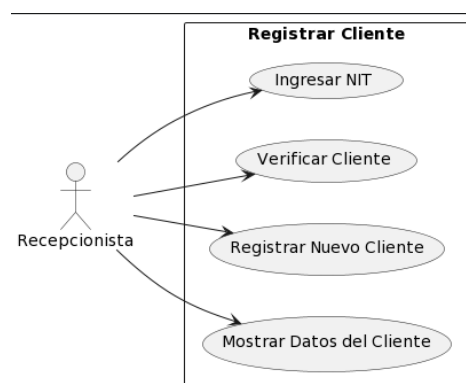 Registrar Cliente
Ingresar NIT
Verificar Cliente
Recepcionista
Registrar Nuevo Cliente
Mostrar Datos del Cliente